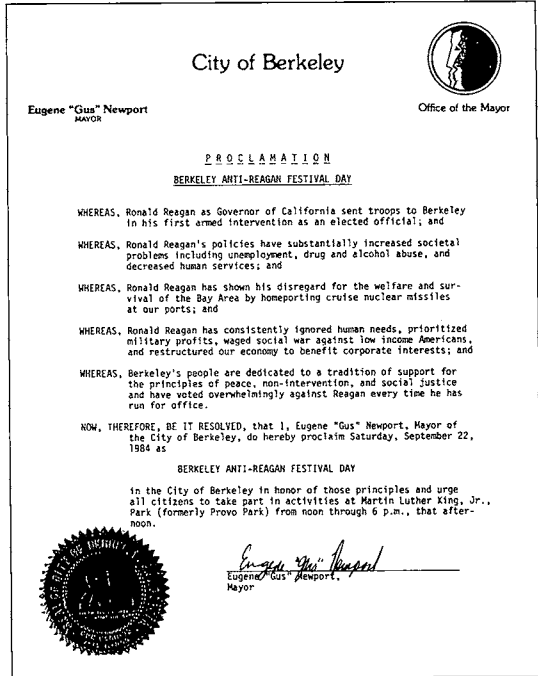 City of Berkeley
Eugene "Gus" Newport
MAYOR
Office of the Mayor
PROCLAMATION
BERKELEY ANTI-REAGAN FESTIVAL DAY
WHEREAS, Ronald Reagan as Governor of California sent troops to Berkeley
in his first armed intervention as an elected official; and
WHEREAS, Ronald Reagan's policies have substantially increased societal
problems including unemployment, drug and alcohol abuse, and
decreased human services; and
WHEREAS, Ronald Reagan has shown his disregard for the welfare and sur-
vival of the Bay Area by homeporting cruise nuclear missiles
at our ports; and
WHEREAS, Ronald Reagan has consistently ignored human needs, prioritized
military profits, waged social war against low income Americans,
and restructured our economy to benefit corporate interests; and
WHEREAS, Berkeley's people are dedicated to a tradition of support for
the principles of peace, non-intervention, and social justice
and have voted overwhelmingly against Reagan every time he has
run for office.
NOW, THEREFORE, BE IT RESOLVED, that I, Eugene "Gus" Newport, Mayor of
the City of Berkeley, do hereby proclaim Saturday, September 22,
1984 as
BERKELEY ANTI-REAGAN FESTIVAL DAY
in the City of Berkeley in honor of those principles and urge
all citizens to take part in activities at Martin Luther King, Jr.,
Park (formerly Provo Park) from noon through 6 p.m., that after-
noon.
Eugene "Gus" Newport
Eugene "Gus" Newport,
Mayor